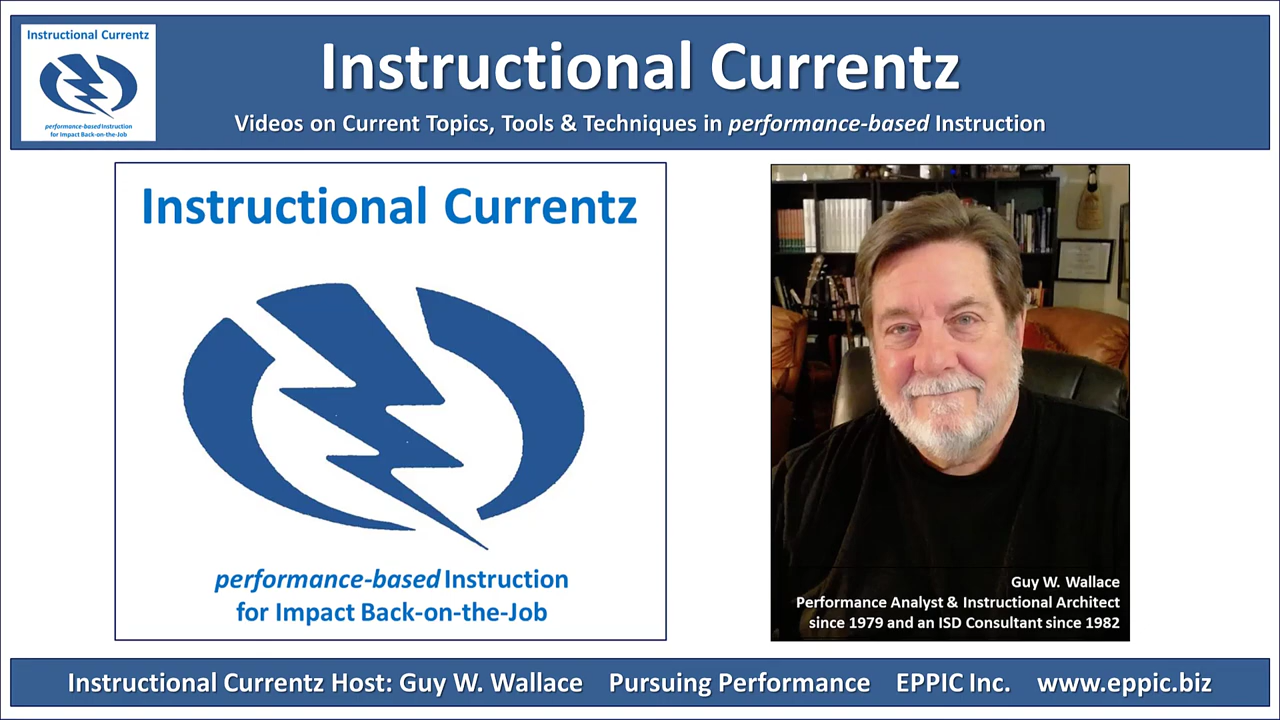 Instructional Currentz
performance-based Instruction
for Impact Back-on-the-Job
Instructional Currentz
Videos on Current Topics, Tools & Techniques in performance-based Instruction
Instructional Currentz
performance-based Instruction
for Impact Back-on-the-Job
Guy W. Wallace
Performance Analyst & Instructional Architect
since 1979 and an ISD Consultant since 1982
Instructional Currentz Host: Guy W. Wallace Pursuing Performance EPPIC Inc. www.eppic.biz